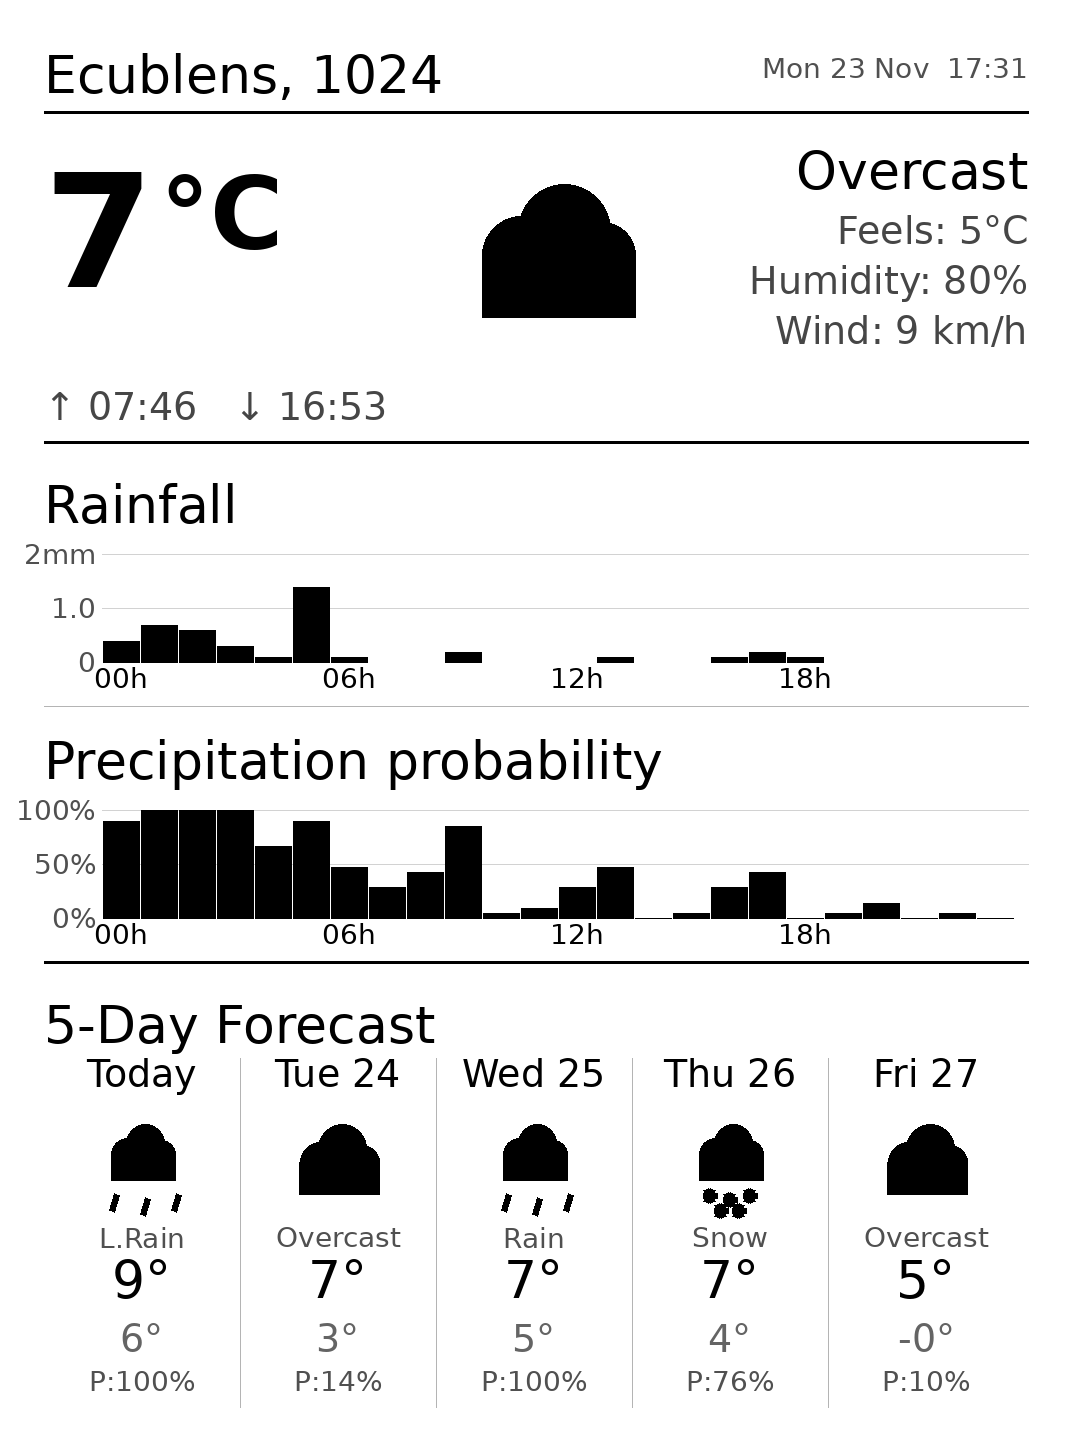 Ecublens, 1024
Mon 23 Nov  17:31
7°C
Overcast
Feels: 5°C
Humidity: 80%
Wind: 9 km/h
↑ 07:46   ↓ 16:53
Rainfall
2mm
1.0
0
00h 06h 12h 18h
Precipitation probability
100%
50%
0%
00h 06h 12h 18h
5-Day Forecast
Today Tue 24 Wed 25 Thu 26 Fri 27
L.Rain Overcast Rain Snow Overcast
9° 7° 7° 7° 5°
6° 3° 5° 4° -0°
P:100% P:14% P:100% P:76% P:10%